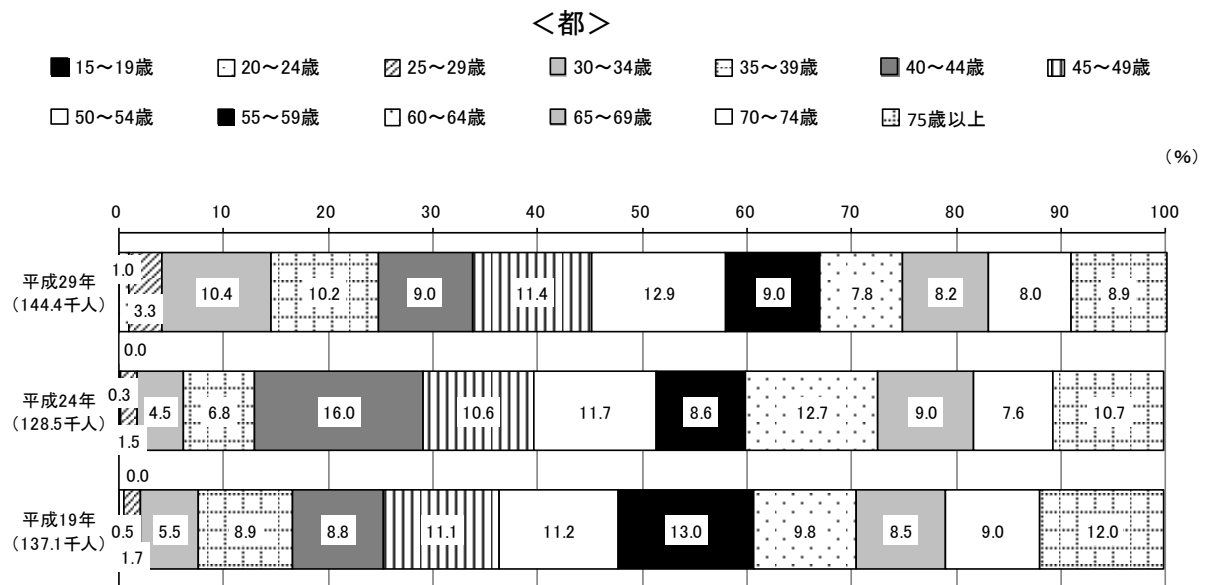 <都>
15~19歳 20~24歳 25~29歳 30~34歳 35~39歳 40~44歳 45~49歳
50~54歳 55~59歳 60~64歳 65~69歳 70~74歳 75歳以上
(%)
0 10 20 30 40 50 60 70 80 90 100
平成29年
(144.4千人)
1.0 3.3 10.4 10.2 9.0 11.4 12.9 9.0 7.8 8.2 8.0 8.9
0.0
平成24年
(128.5千人)
0.3 1.5 4.5 6.8 16.0 10.6 11.7 8.6 12.7 9.0 7.6 10.7
0.0
平成19年
(137.1千人)
0.5 1.7 5.5 8.9 8.8 11.1 11.2 13.0 9.8 8.5 9.0 12.0